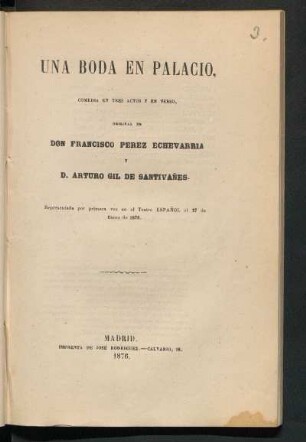 3.
UNA BODA EN PALACIO,
COMEDIA EN TRES ACTOS Y EN VERSO,
ORIGINAL DE
DON FRANCISCO PEREZ ECHEVARRIA
Y
D. ARTURO GIL DE SANTIVAÑES.
Representada por primera vez en el Teatro ESPAÑOL el 27 de
de 1876.
MADRID.
IMPRENTA DE JOSÉ RODRIGUEZ.—CALVARIO, 18.
1876.